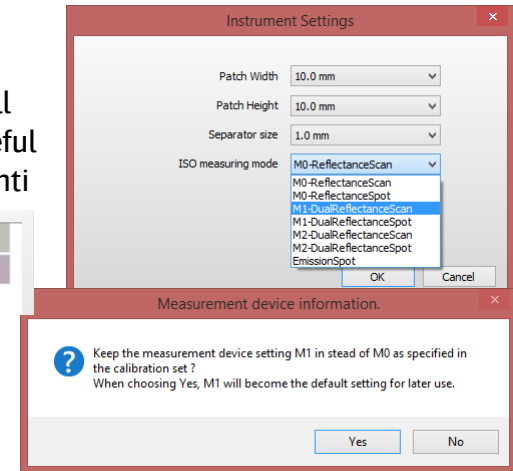 Instrument Settings
Patch Width 10.0 mm
Patch Height 10.0 mm
Separator size 1.0 mm
ISO measuring mode M0-ReflectanceScan
M0-ReflectanceScan
M0-ReflectanceSpot
M1-DualReflectanceScan
M1-DualReflectanceSpot
M2-DualReflectanceScan
M2-DualReflectanceSpot
EmissionSpot
OK Cancel
Measurement device information.
Keep the measurement device setting M1 in stead of M0 as specified in
the calibration set ?
When choosing Yes, M1 will become the default setting for later use.
Yes No